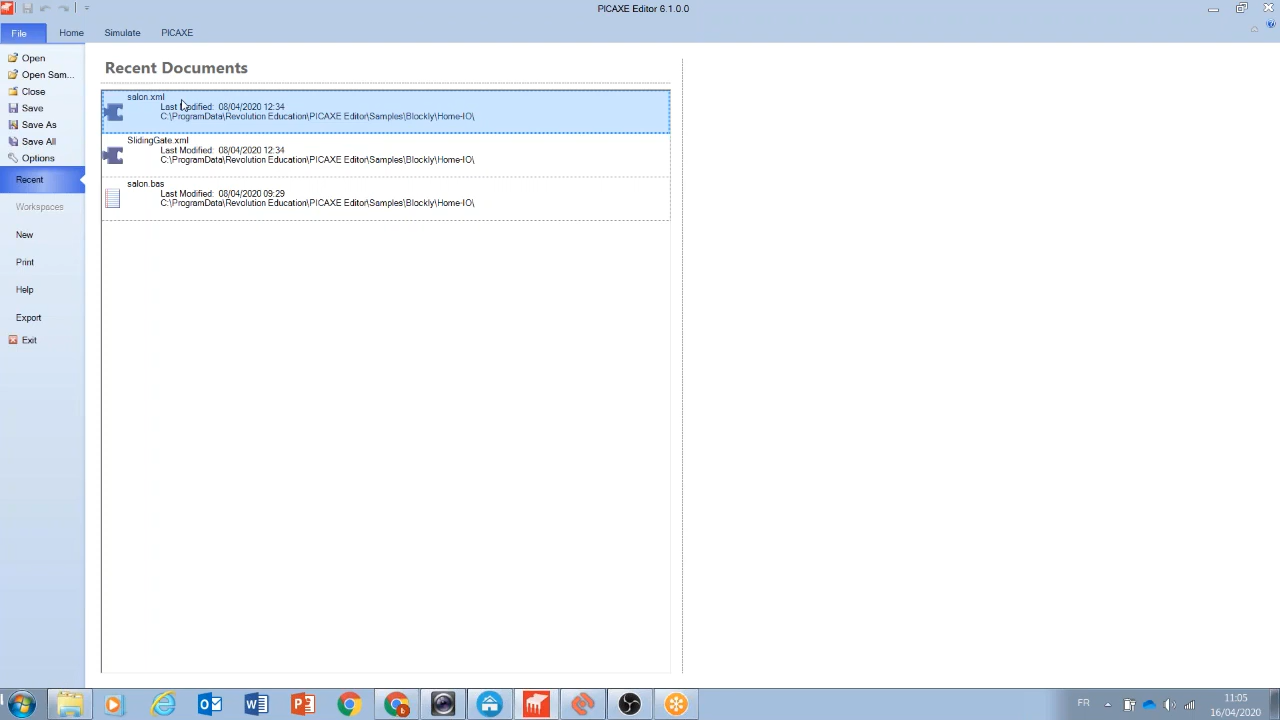 PICAXE Editor 6.1.0.0
File Home Simulate PICAXE
Open
Open Sam...
Close
Save
Save As
Save All
Options
Recent
Workspaces
New
Print
Help
Export
Exit
Recent Documents
salon.xml
Last Modified: 08/04/2020 12:34
C:\ProgramData\Revolution Education\PICAXE Editor\Samples\Blockly\Home-IO\
SlidingGate.xml
Last Modified: 08/04/2020 12:34
C:\ProgramData\Revolution Education\PICAXE Editor\Samples\Blockly\Home-IO\
salon.bas
Last Modified: 08/04/2020 09:29
C:\ProgramData\Revolution Education\PICAXE Editor\Samples\Blockly\Home-IO\
FR
11:05
16/04/2020